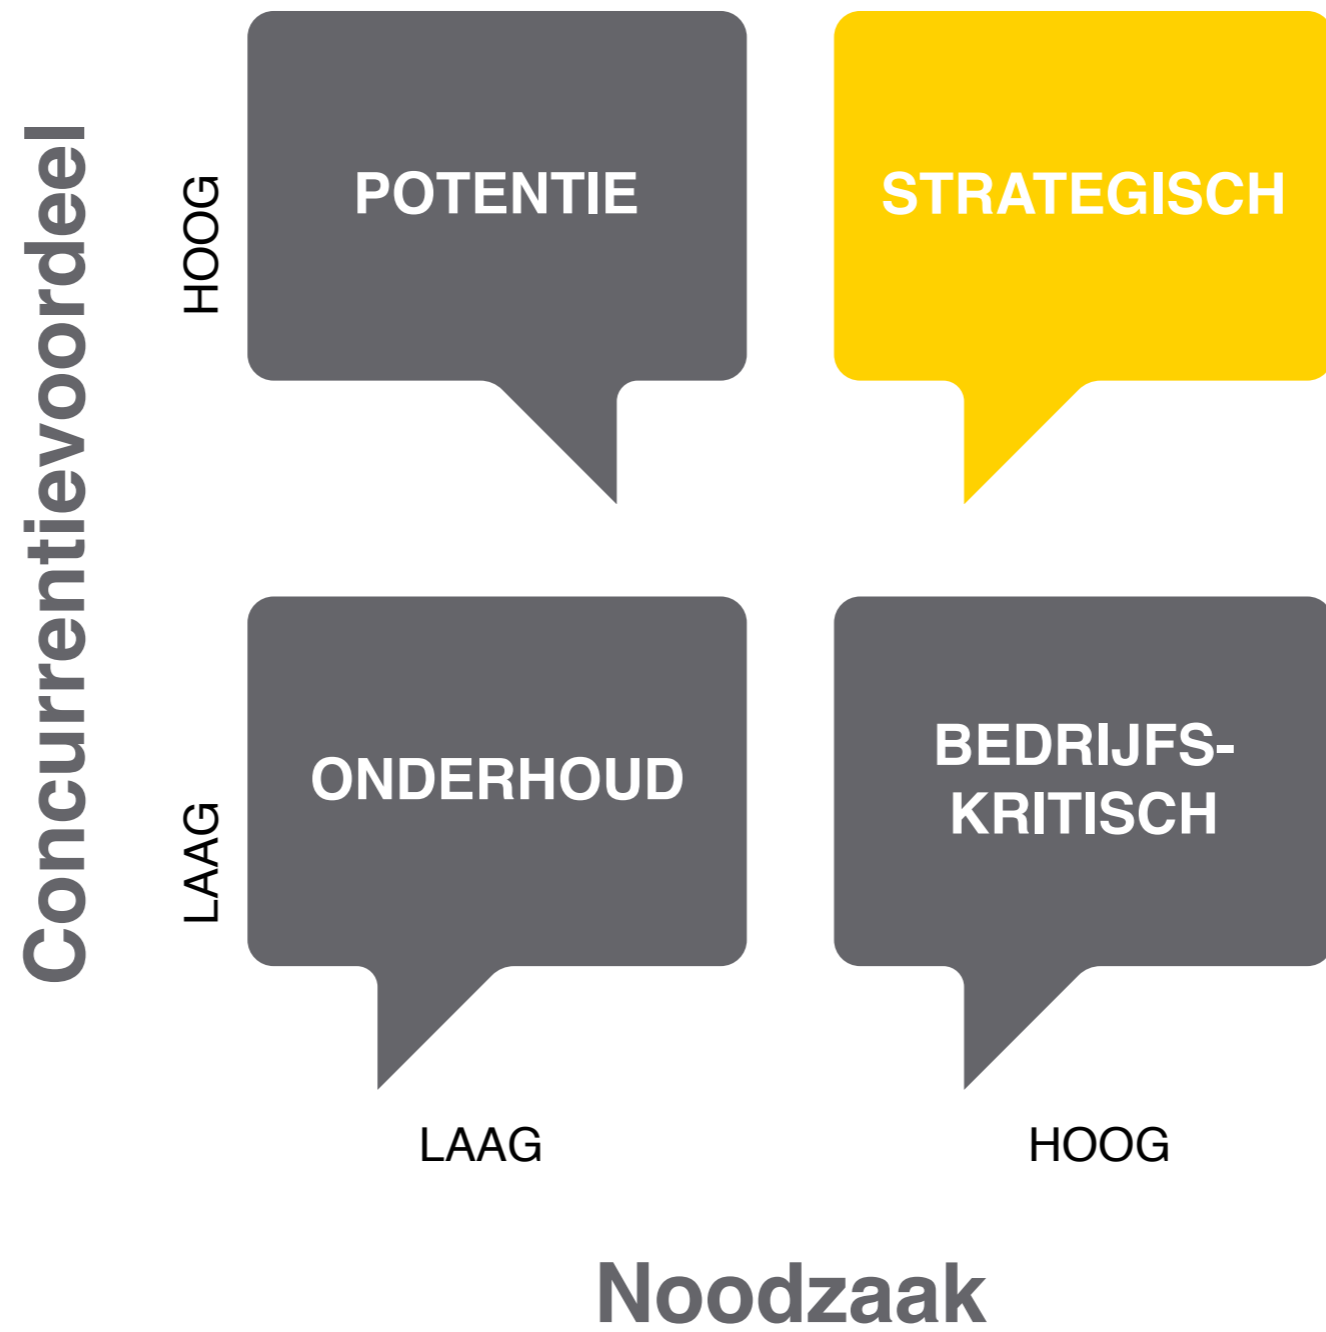 Concurrentievoordeel
HOOG
POTENTIE
STRATEGISCH
LAAG
ONDERHOUD
BEDRIJFS-
KRITISCH
LAAG
HOOG
Noodzaak